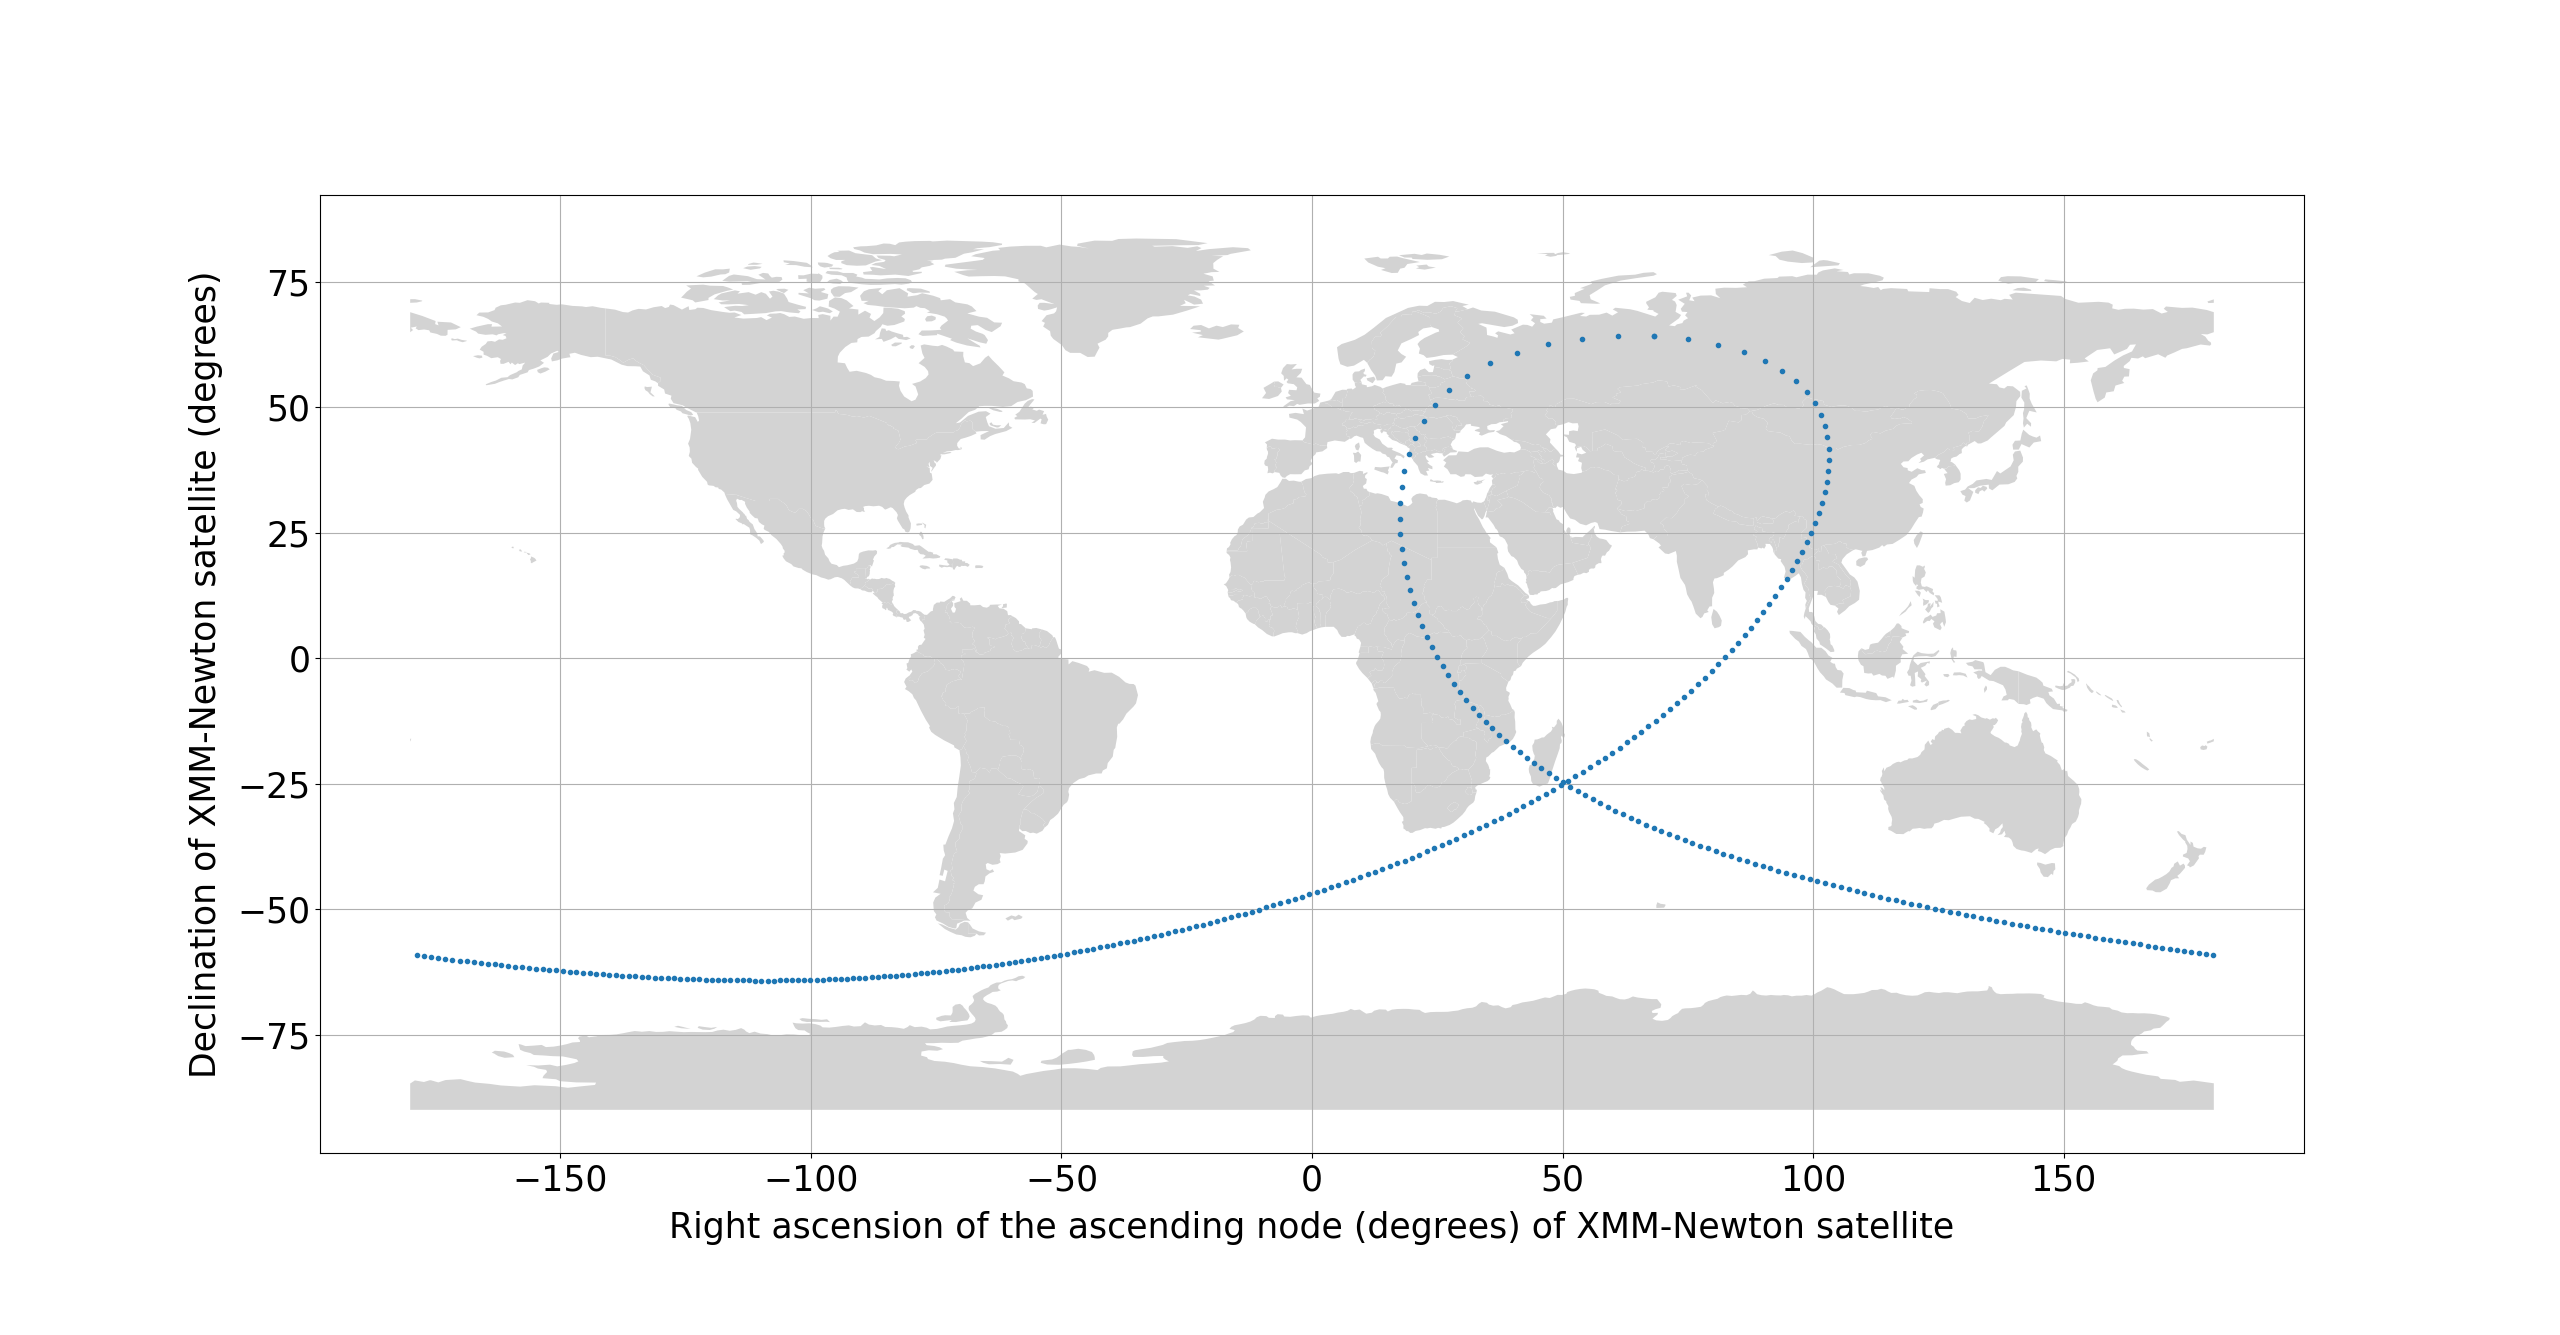 Declination of XMM-Newton satellite (degrees)
75
50
25
0
−25
−50
−75
−150 −100 −50 0 50 100 150
Right ascension of the ascending node (degrees) of XMM-Newton satellite